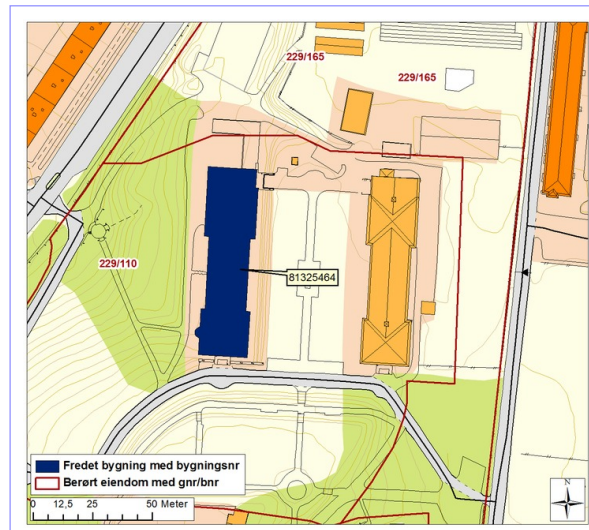 229/165
229/165
229/110
81325464
Fredet bygning med bygningsnr
Berørt eiendom med gnr/bnr
0 12,5 25 50 Meter
N